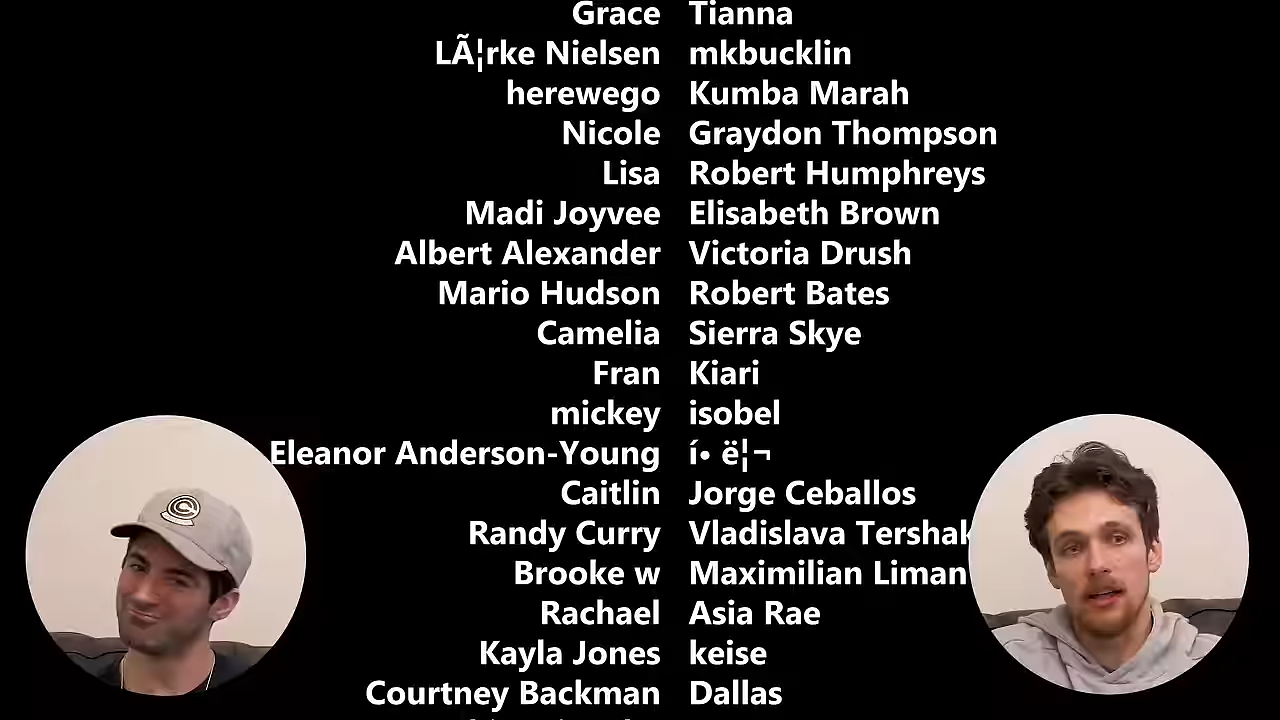 Grace Tianna
LÃ¦rke Nielsen mkbucklin
herewego Kumba Marah
Nicole Graydon Thompson
Lisa Robert Humphreys
Madi Joyvee Elisabeth Brown
Albert Alexander Victoria Drush
Mario Hudson Robert Bates
Camelia Sierra Skye
Fran Kiari
mickey isobel
Eleanor Anderson-Young í• ë¦¬
Caitlin Jorge Ceballos
Randy Curry Vladislava
Brooke w Maximilian Liman
Rachael Asia Rae
Kayla Jones keise
Courtney Backman Dallas